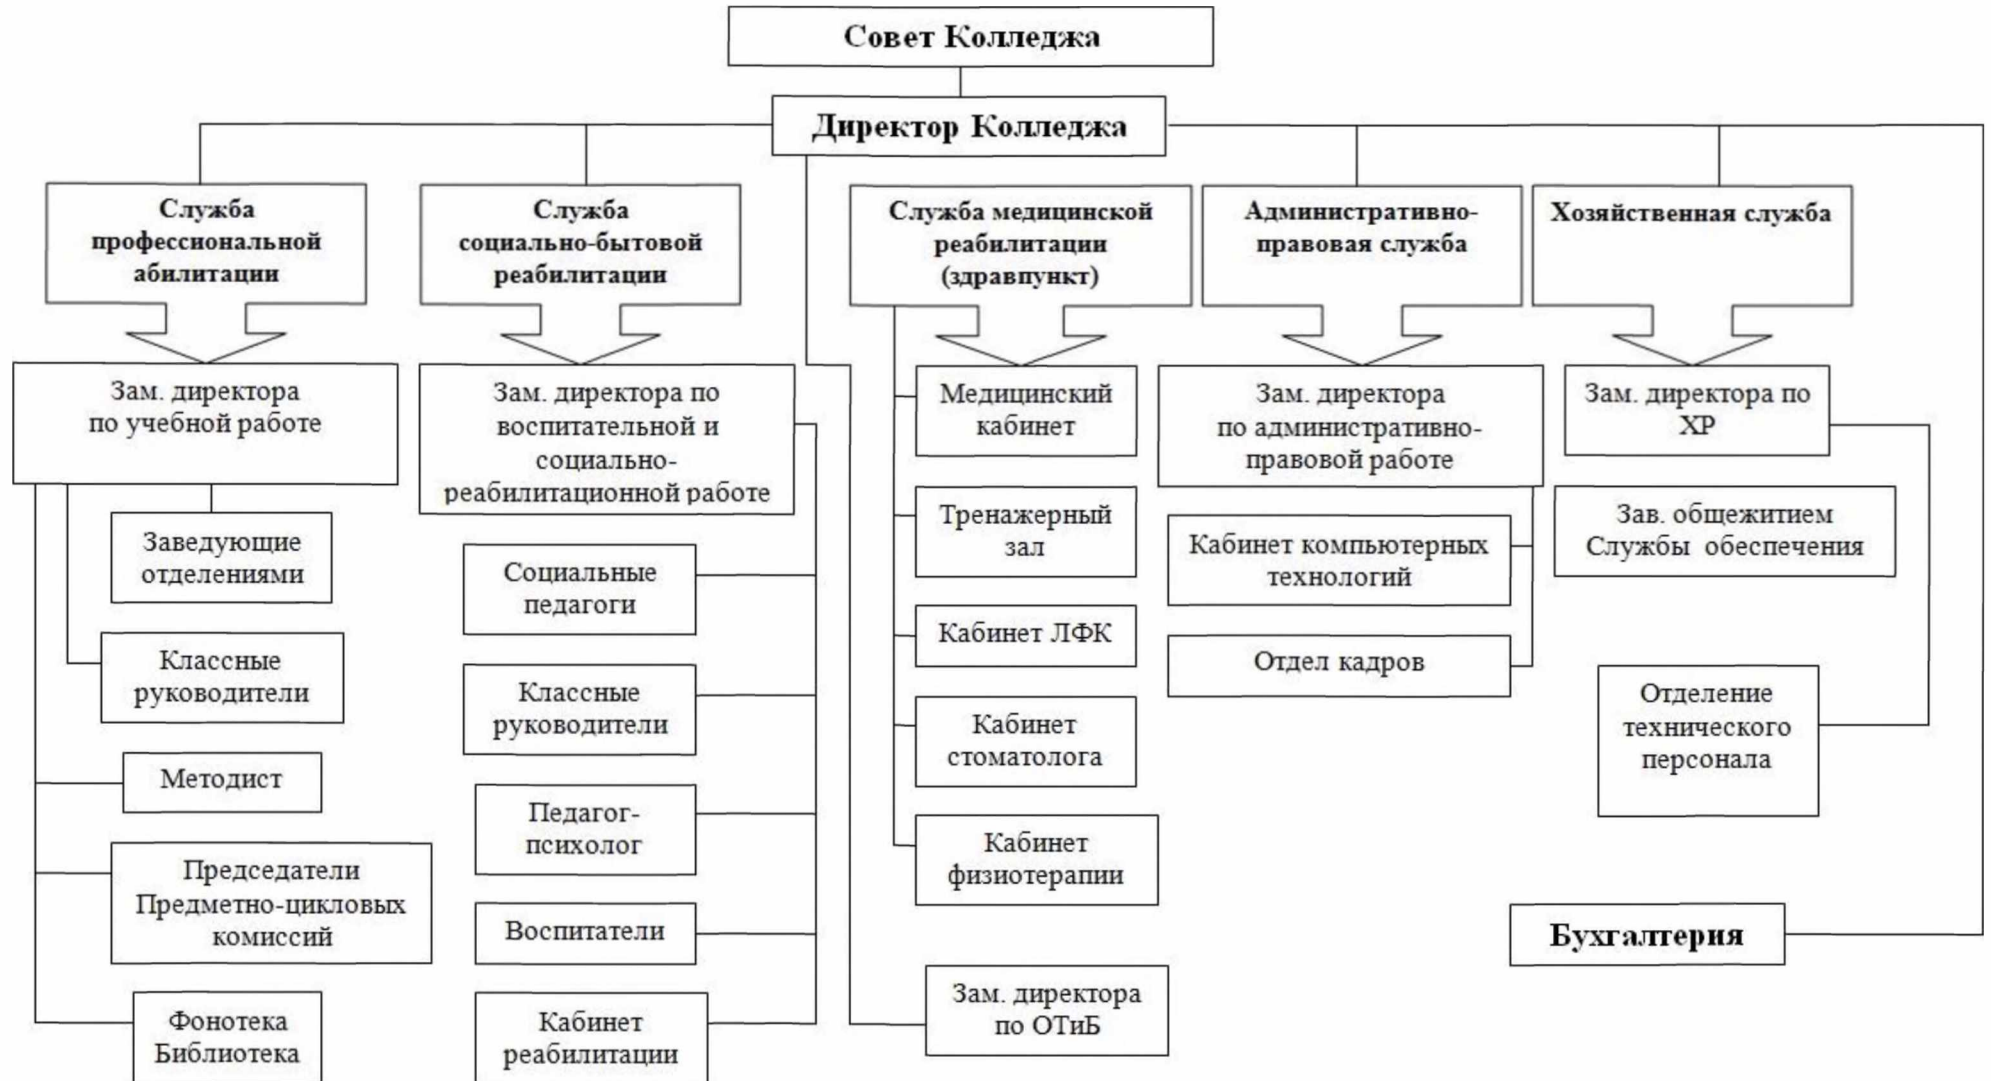 Совет Колледжа
Директор Колледжа
Служба
профессиональной
абилитации
Служба
социально-бытовой
реабилитации
Служба медицинской
реабилитации
(здравпункт)
Административно-
правовая служба
Хозяйственная служба
Зам. директора
по учебной работе
Заведующие
отделениями
Классные
руководители
Методист
Председатели
Предметно-цикловых
комиссий
Фонотека
Библиотека
Зам. директора по
воспитательной и
социально-
реабилитационной работе
Социальные
педагоги
Классные
руководители
Педагог-
психолог
Воспитатели
Кабинет
реабилитации
Медицинский
кабинет
Тренажерный
зал
Кабинет ЛФК
Кабинет
стоматолога
Кабинет
физиотерапии
Зам. директора
по ОТиБ
Зам. директора
по административно-
правовой работе
Кабинет компьютерных
технологий
Отдел кадров
Зам. директора по
ХР
Зав. общежитием
Службы обеспечения
Отделение
технического
персонала
Бухгалтерия